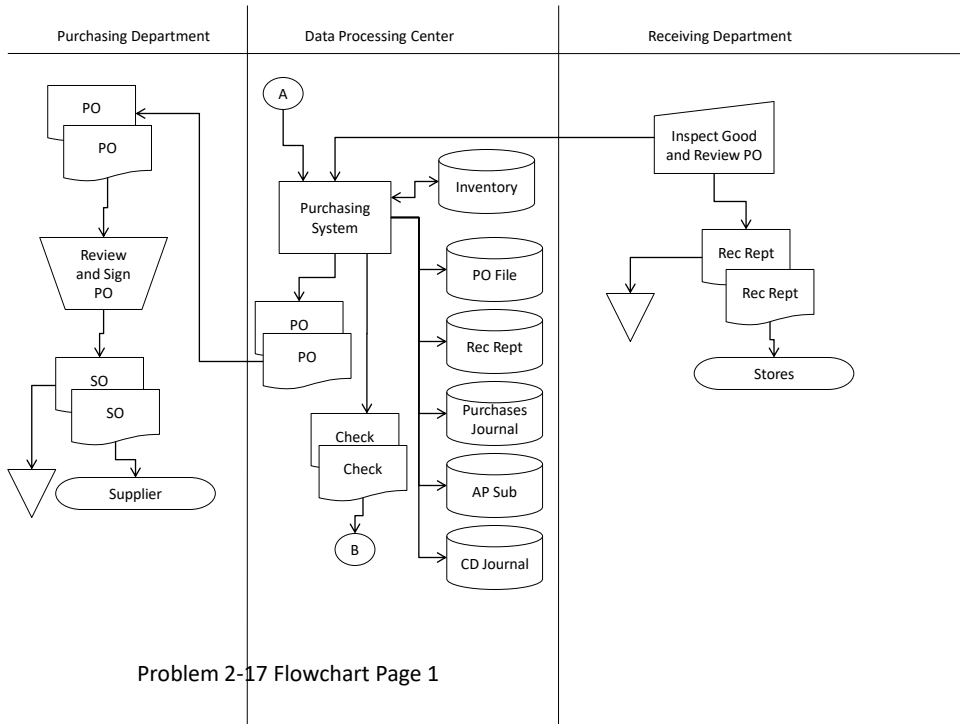 Purchasing Department
Data Processing Center
Receiving Department
PO
PO
Review
and Sign
PO
SO
SO
Supplier
A
Purchasing
System
PO
PO
Check
Check
B
Inventory
PO File
Rec Rept
Purchases
Journal
AP Sub
CD Journal
Inspect Good
and Review PO
Rec Rept
Rec Rept
Stores
Problem 2-17 Flowchart Page 1